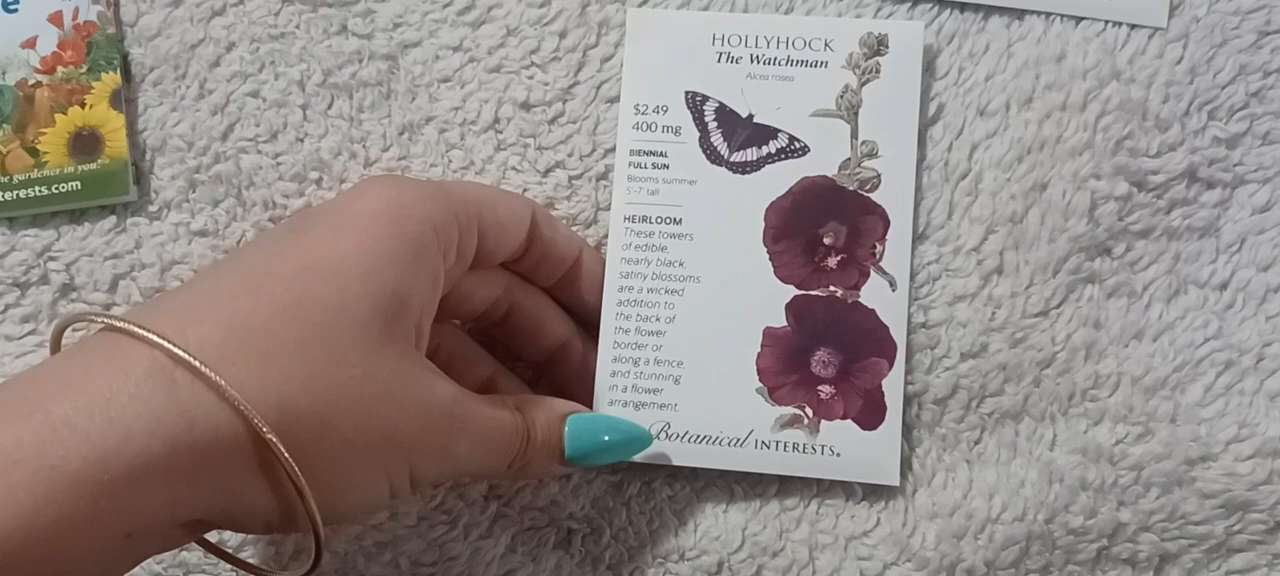 e
e gardener in you!
terests.com
HOLLYHOCK
The Watchman
Alcea rosea
$2.49
400 mg
BIENNIAL
FULL SUN
Blooms summer
5'-7' tall
HEIRLOOM
These towers
of edible,
nearly black,
satiny blossoms
are a wicked
addition to
the back of
the flower
border or
along a fence,
and stunning
in a flower
arrangement.
Botanical INTERESTS®